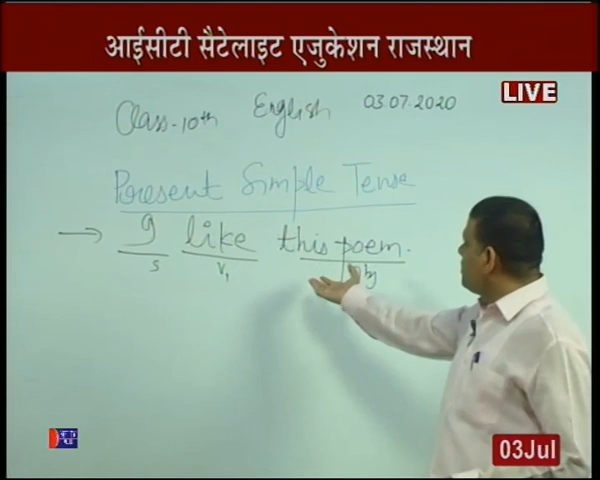 आईसीटी सैटेलाइट एजुकेशन राजस्थान
LIVE
Class-10th English 03.07.2020
Present Simple Tense
→ I like this poem.
S V₁ obj
03Jul